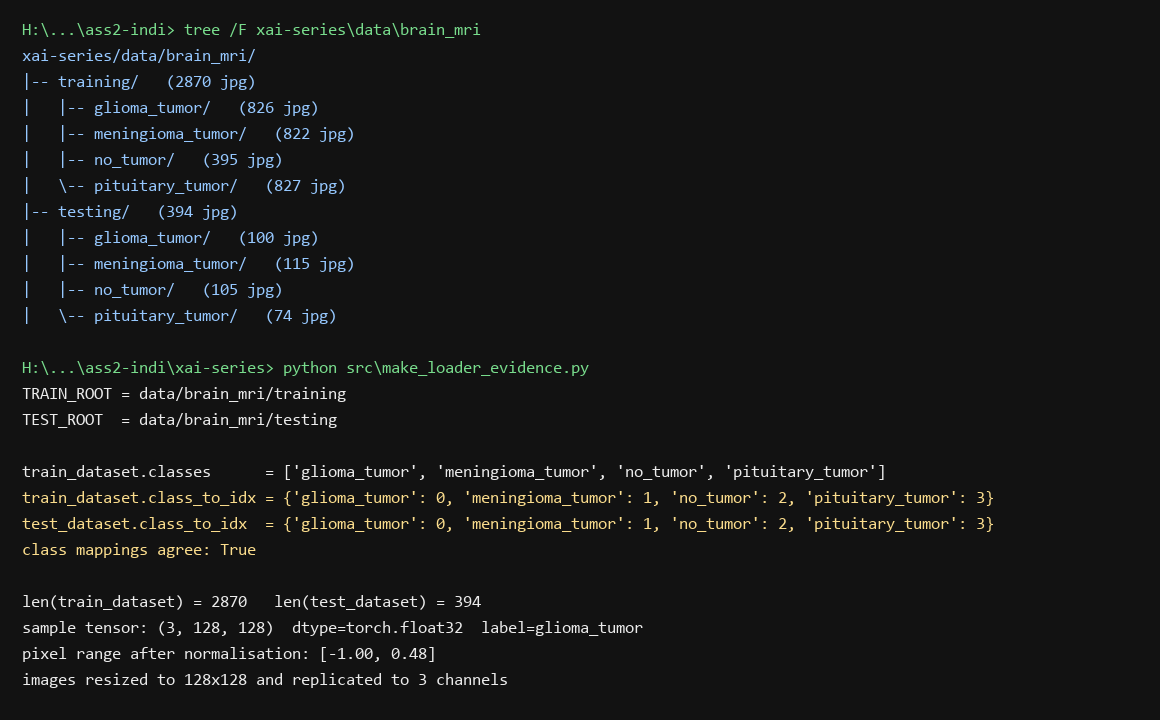 H:\...\ass2-indi> tree /F xai-series\data\brain_mri
xai-series/data/brain_mri/
|-- training/   (2870 jpg)
|   |-- glioma_tumor/   (826 jpg)
|   |-- meningioma_tumor/   (822 jpg)
|   |-- no_tumor/   (395 jpg)
|   \-- pituitary_tumor/   (827 jpg)
|-- testing/   (394 jpg)
|   |-- glioma_tumor/   (100 jpg)
|   |-- meningioma_tumor/   (115 jpg)
|   |-- no_tumor/   (105 jpg)
|   \-- pituitary_tumor/   (74 jpg)
H:\...\ass2-indi\xai-series> python src\make_loader_evidence.py
TRAIN_ROOT = data/brain_mri/training
TEST_ROOT  = data/brain_mri/testing
train_dataset.classes      = ['glioma_tumor', 'meningioma_tumor', 'no_tumor', 'pituitary_tumor']
train_dataset.class_to_idx = {'glioma_tumor': 0, 'meningioma_tumor': 1, 'no_tumor': 2, 'pituitary_tumor': 3}
test_dataset.class_to_idx  = {'glioma_tumor': 0, 'meningioma_tumor': 1, 'no_tumor': 2, 'pituitary_tumor': 3}
class mappings agree: True
len(train_dataset) = 2870   len(test_dataset) = 394
sample tensor: (3, 128, 128)  dtype=torch.float32  label=glioma_tumor
pixel range after normalisation: [-1.00, 0.48]
images resized to 128x128 and replicated to 3 channels